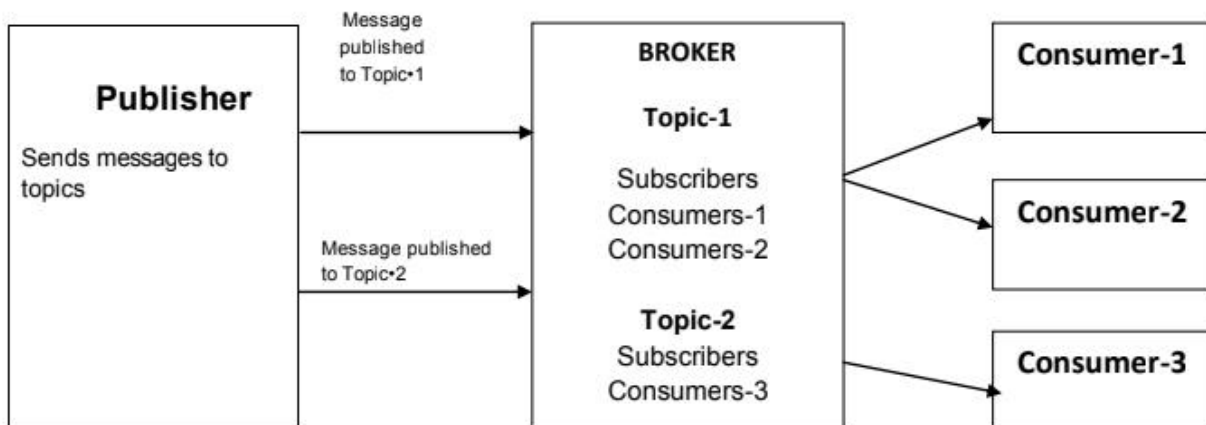 Publisher
Sends messages to
topics
Message
published
to Topic•1
Message published
to Topic•2
BROKER
Topic-1
Subscribers
Consumers-1
Consumers-2
Topic-2
Subscribers
Consumers-3
Consumer-1
Consumer-2
Consumer-3